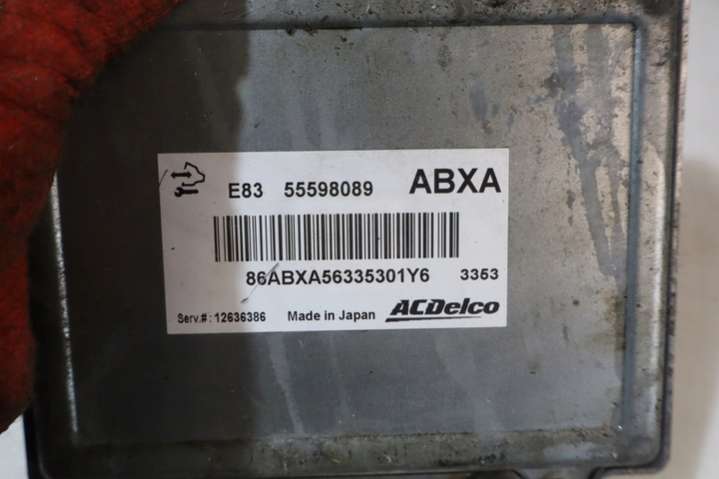 E83 55598089 ABXA
86ABXA56335301Y6 3353
Serv.#: 12636386 Made in Japan ACDelco